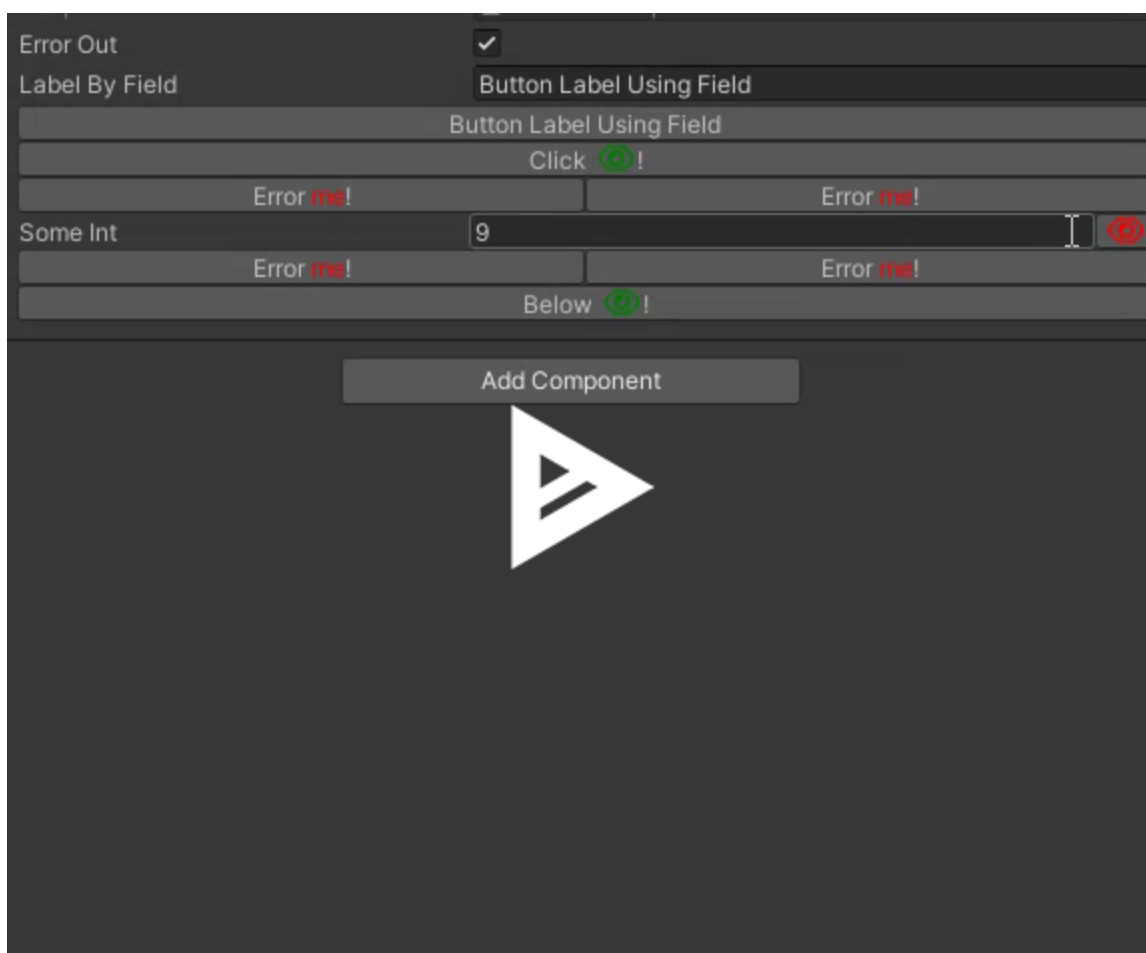 Error Out
Label By Field Button Label Using Field
Button Label Using Field
Click !
Error me! Error me!
Some Int 9
Error me! Error me!
Below !
Add Component